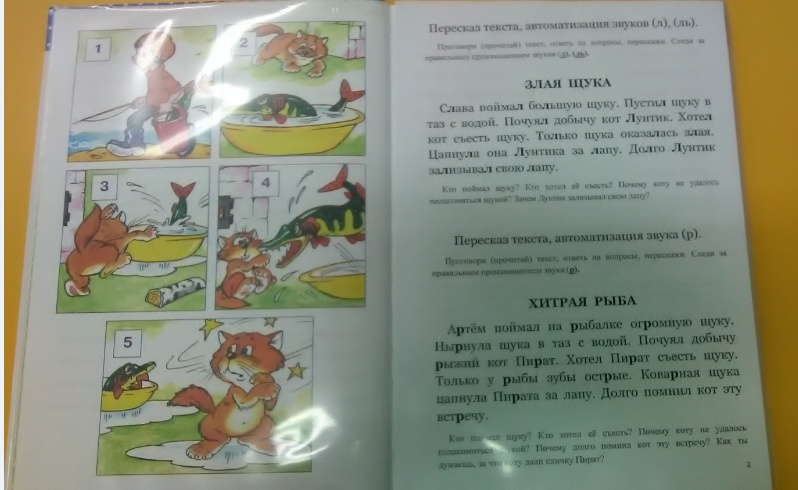 1
2
3
4
5
Пересказ текста, автоматизация звуков (л), (ль).
Проговори (прочитай) текст, ответь на вопросы, перескажи. Следи за
правильным произношением звуков (л), (ль).
ЗЛАЯ ЩУКА
Слава поймал большую щуку. Пустил щуку в
таз с водой. Почуял добычу кот Лунтик. Хотел
кот съесть щуку. Только щука оказалась злая.
Цапнула она Лунтика за лапу. Долго Лунтик
зализывал свою лапу.
Кто поймал щуку? Кто хотел её съесть? Почему коту не удалось
полакомиться щукой? Зачем Лунтик зализывал свою лапу?
Пересказ текста, автоматизация звука (р).
Проговори (прочитай) текст, ответь на вопросы, перескажи. Следи за
правильным произношением звука (р).
ХИТРАЯ РЫБА
Артём поймал на рыбалке огромную щуку.
Нырнула щука в таз с водой. Почуял добычу
рыжий кот Пират. Хотел Пират съесть щуку.
Только у рыбы зубы острые. Коварная щука
цапнула Пирата за лапу. Долго помнил кот эту
встречу.
Кто поймал щуку? Кто хотел её съесть? Почему коту не удалось
полакомиться щукой? Почему долго помнил кот эту встречу? Как ты
думаешь, за что коту дали кличку Пират?
2